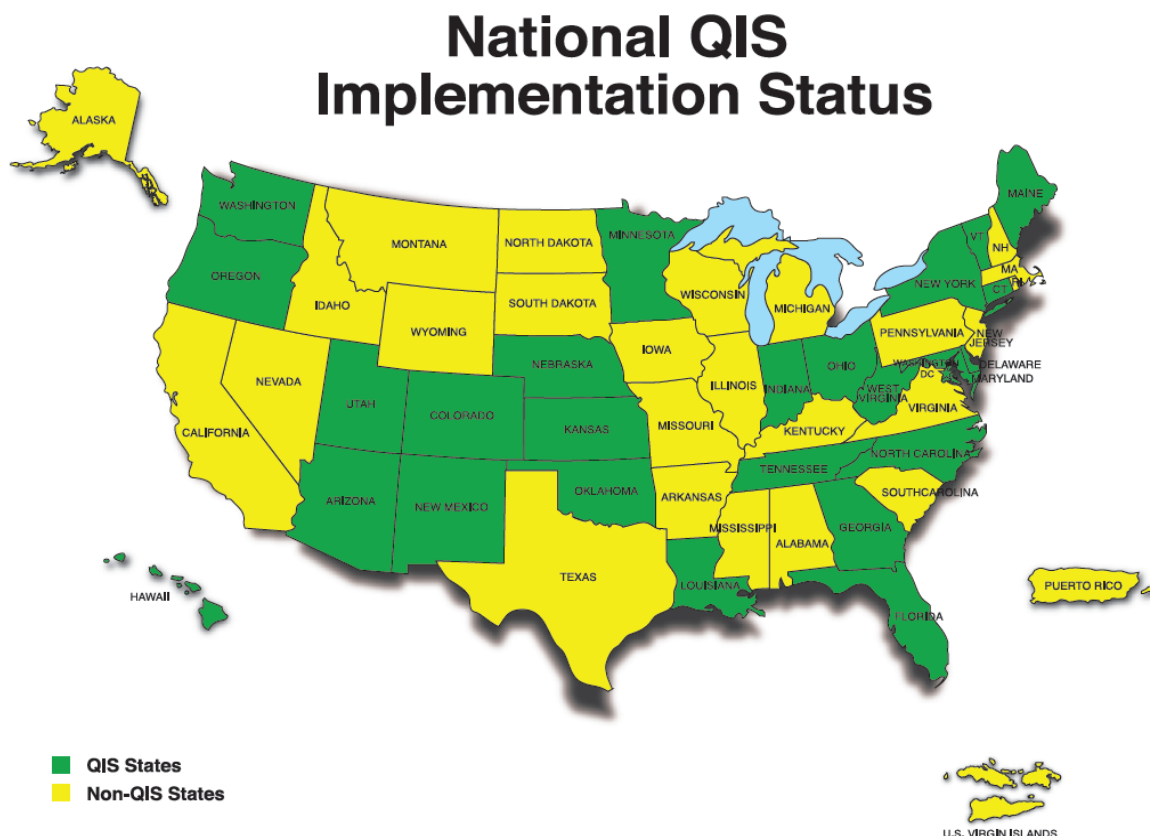 National QIS
Implementation Status
ALASKA
WASHINGTON
OREGON
MONTANA
IDAHO
WYOMING
NORTH DAKOTA
SOUTH DAKOTA
MINNESOTA
WISCONSIN
MICHIGAN
MAINE
VT
NH
MA
RI
CT
NEW YORK
PENNSYLVANIA
NEW
JERSEY
DELAWARE
MARYLAND
WASHINGTON
DC
NEVADA
CALIFORNIA
UTAH
COLORADO
NEBRASKA
KANSAS
IOWA
ILLINOIS
INDIANA
OHIO
WEST
VIRGINIA
VIRGINIA
KENTUCKY
MISSOURI
ARIZONA
NEW MEXICO
OKLAHOMA
ARKANSAS
TENNESSEE
NORTH CAROLINA
SOUTHCAROLINA
MISSISSIPPI
ALABAMA
GEORGIA
TEXAS
LOUISIANA
FLORIDA
HAWAII
PUERTO RICO
QIS States
Non-QIS States
U.S. VIRGIN ISLANDS